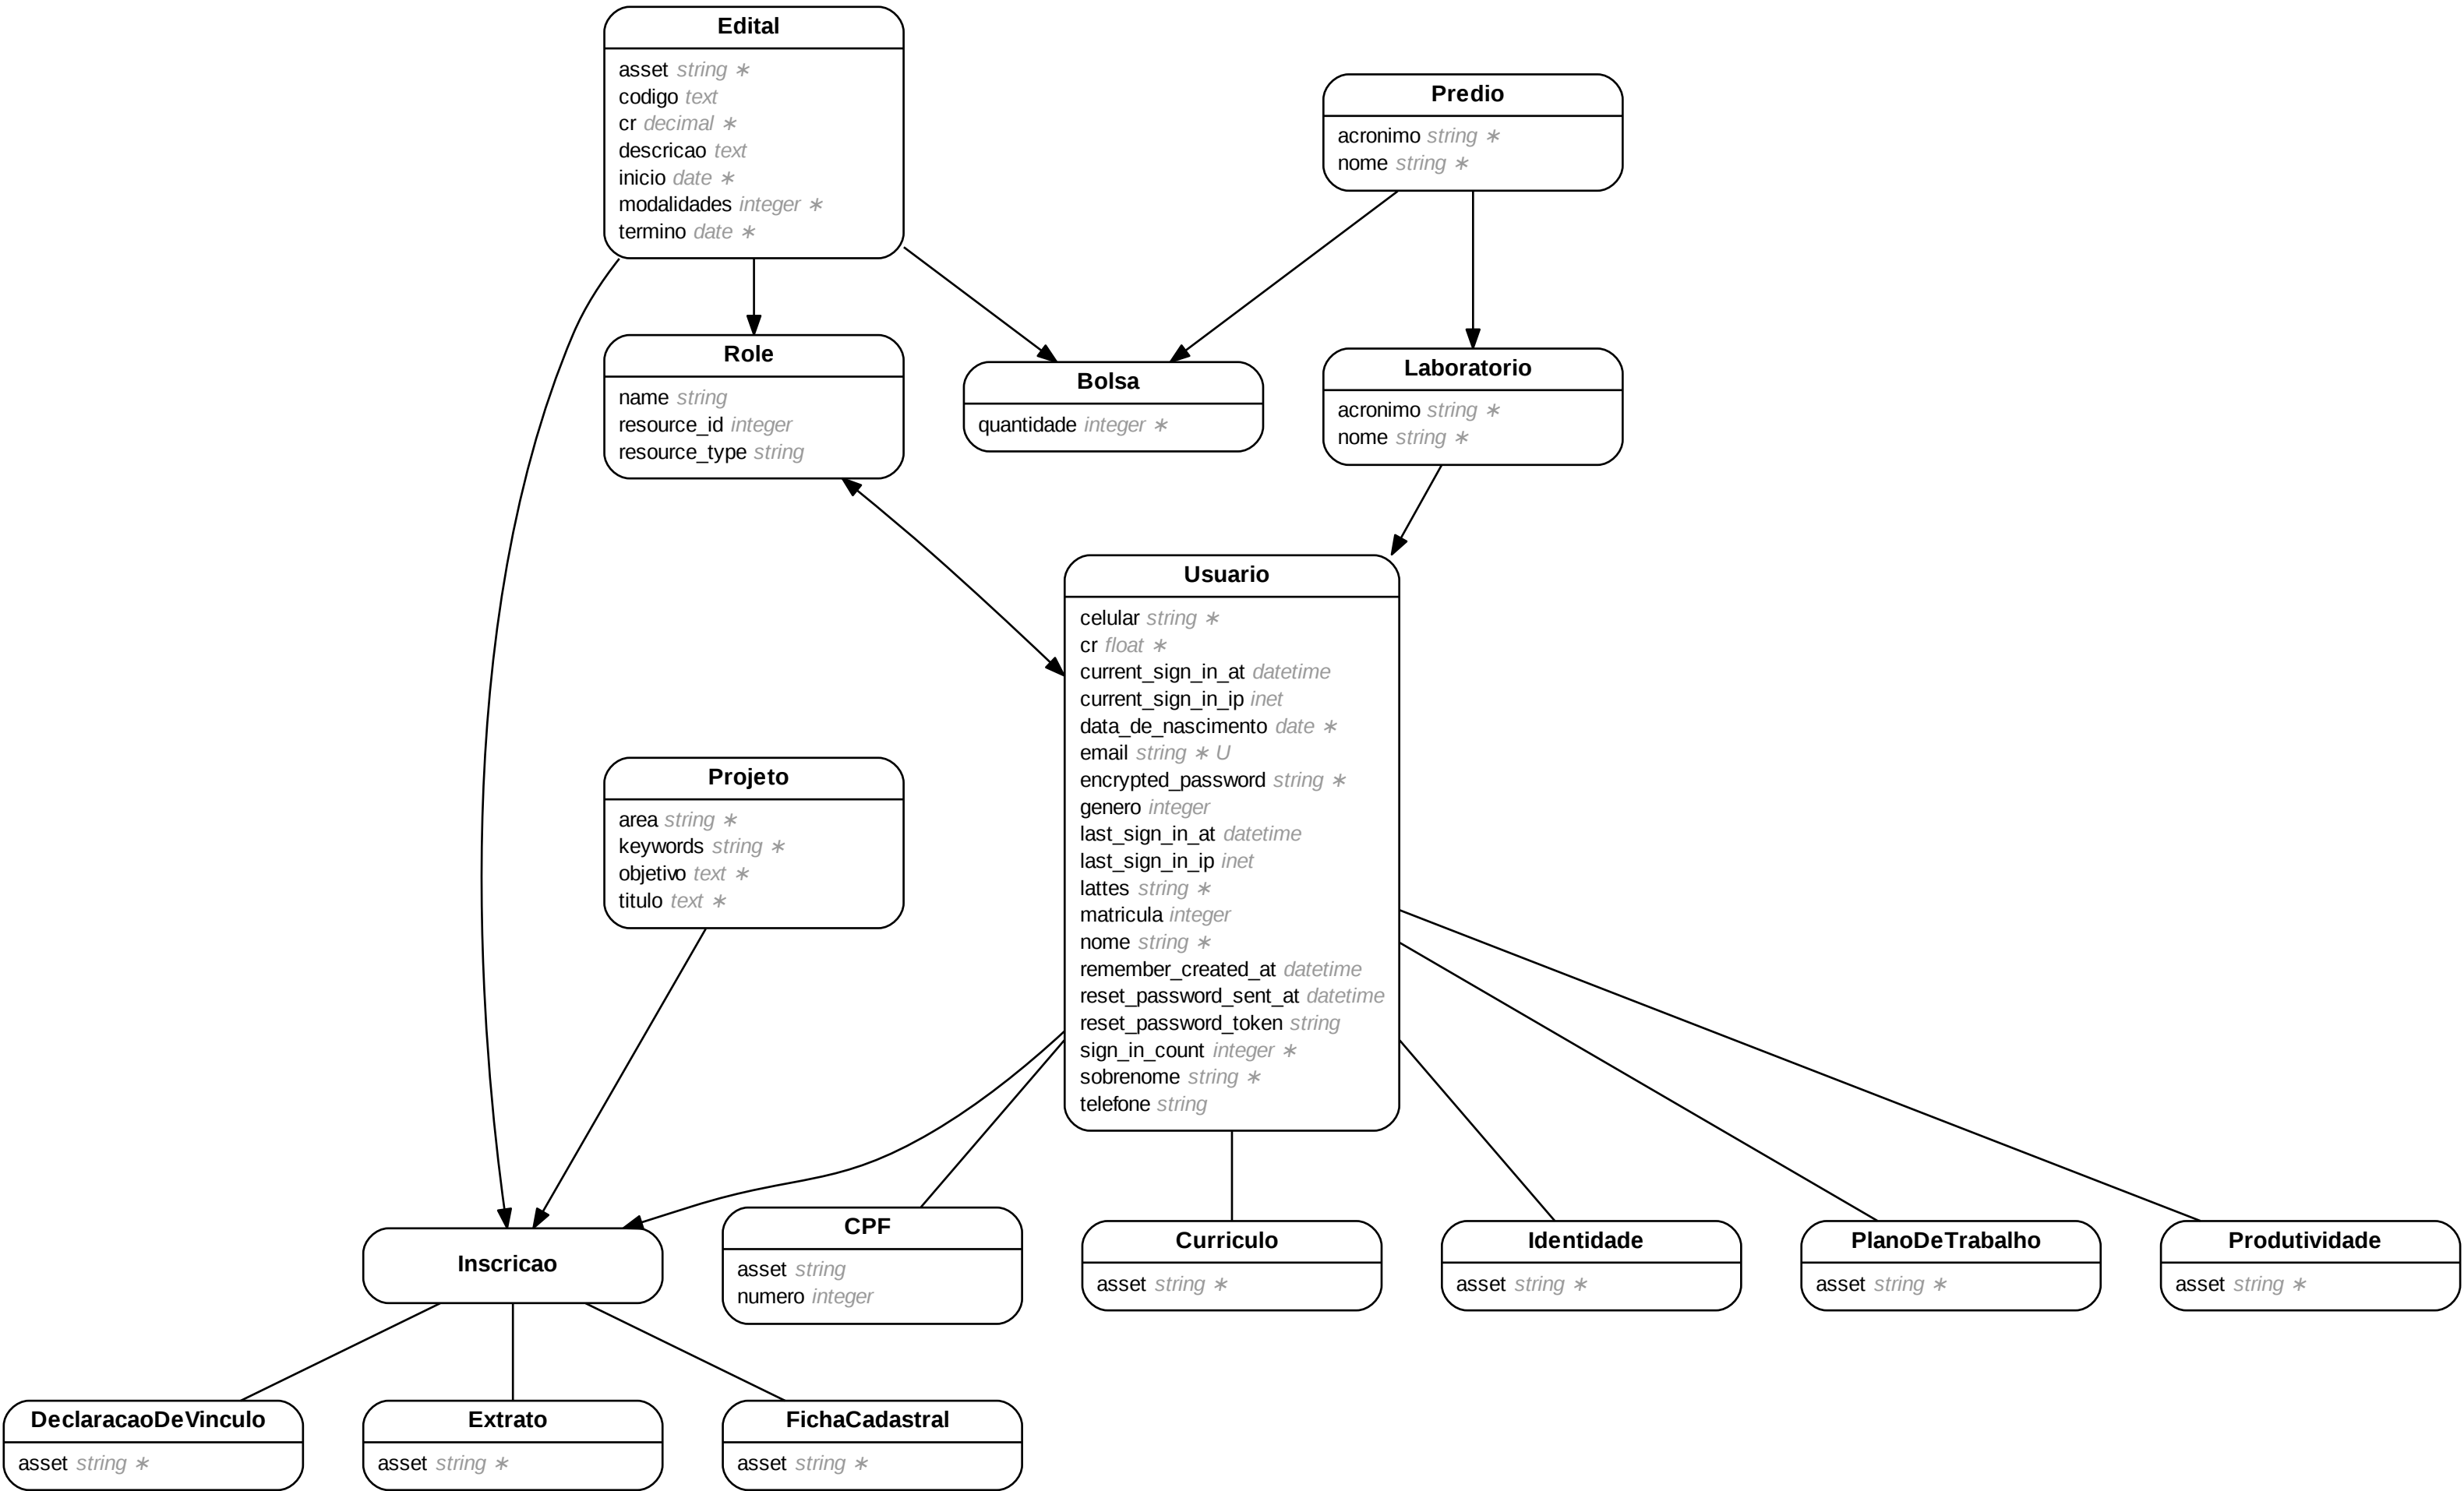 Edital
asset string ∗
codigo text
cr decimal ∗
descricao text
inicio date ∗
modalidades integer ∗
termino date ∗
Predio
acronimo string ∗
nome string ∗
Role
name string
resource_id integer
resource_type string
Bolsa
quantidade integer ∗
Laboratorio
acronimo string ∗
nome string ∗
Usuario
celular string ∗
cr float ∗
current_sign_in_at datetime
current_sign_in_ip inet
data_de_nascimento date ∗
email string ∗ U
encrypted_password string ∗
genero integer
last_sign_in_at datetime
last_sign_in_ip inet
lattes string ∗
matricula integer
nome string ∗
remember_created_at datetime
reset_password_sent_at datetime
reset_password_token string
sign_in_count integer ∗
sobrenome string ∗
telefone string
Projeto
area string ∗
keywords string ∗
objetivo text ∗
titulo text ∗
Inscricao
CPF
asset string
numero integer
Curriculo
asset string ∗
Identidade
asset string ∗
PlanoDeTrabalho
asset string ∗
Produtividade
asset string ∗
DeclaracaoDeVinculo
asset string ∗
Extrato
asset string ∗
FichaCadastral
asset string ∗